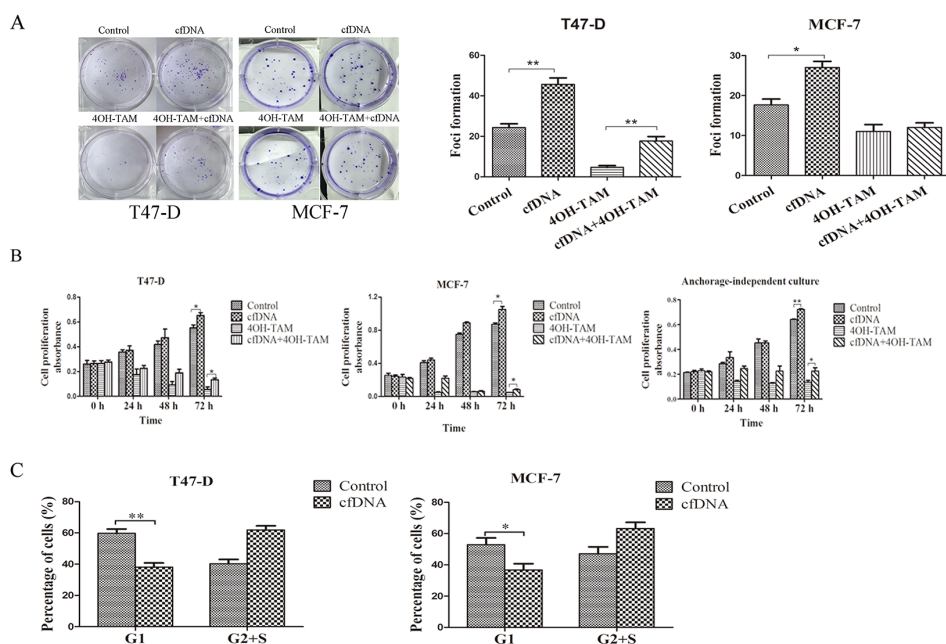 A
Control
cfDNA
4OH-TAM
4OH-TAM+cfDNA
T47-D
Control
cfDNA
4OH-TAM
4OH-TAM+cfDNA
MCF-7
T47-D
Foci formation
80
60
40
20
0
**
**
Control
cfDNA
4OH-TAM
cfDNA+4OH-TAM
MCF-7
Foci formation
30
20
10
0
*
Control
cfDNA
4OH-TAM
cfDNA+4OH-TAM
B
T47-D
Cell proliferation
absorbance
0.8
0.6
0.4
0.2
0.0
*
*
0 h
24 h
48 h
72 h
Time
Control
cfDNA
4OH-TAM
cfDNA+4OH-TAM
MCF-7
Cell proliferation
absorbance
1.2
0.8
0.4
0.0
*
*
0 h
24 h
48 h
72 h
Time
Control
cfDNA
4OH-TAM
cfDNA+4OH-TAM
Anchorage-independent culture
Cell proliferation
absorbance
0.8
0.6
0.4
0.2
0.0
**
*
0 h
24 h
48 h
72 h
Time
Control
cfDNA
4OH-TAM
cfDNA+4OH-TAM
C
T47-D
Percentage of cells (%)
80
60
40
20
0
**
G1
G2+S
Control
cfDNA
MCF-7
Percentage of cells (%)
80
60
40
20
0
*
G1
G2+S
Control
cfDNA